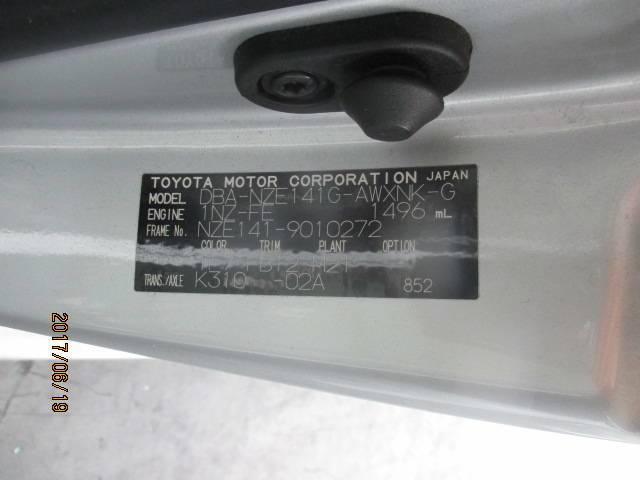 TOYOTA MOTOR CORPORATION JAPAN
MODEL DBA-NZE141G-AWXNK-G
ENGINE 1NZ-FE 1496 mL
FRAME No. NZE141-9010272
COLOR TRIM PLANT OPTION
TRANS./AXLE K310 -02A 852
2017/06/19